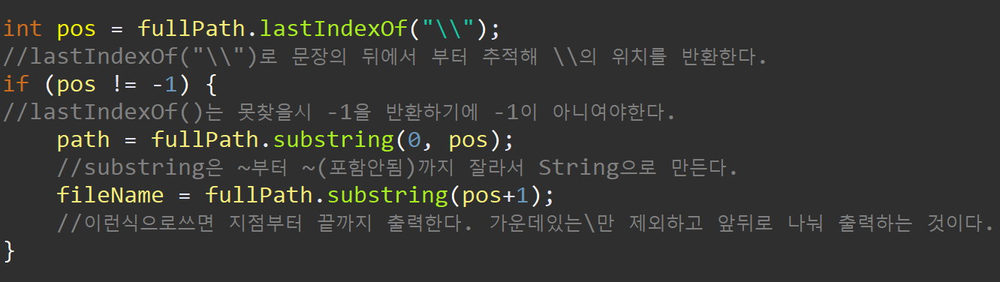 int pos = fullPath.lastIndexOf("\\");
//lastIndexOf("\\")로 문장의 뒤에서 부터 추적해 \\의 위치를 반환한다.
if (pos != -1) {
//lastIndexOf()는 못찾을시 -1을 반환하기에 -1이 아니여야한다.
    path = fullPath.substring(0, pos);
    //substring은 ~부터 ~(포함안됨)까지 잘라서 String으로 만든다.
    fileName = fullPath.substring(pos+1);
    //이런식으로쓰면 지점부터 끝까지 출력한다. 가운데있는\만 제외하고 앞뒤로 나눠 출력하는 것이다.
}